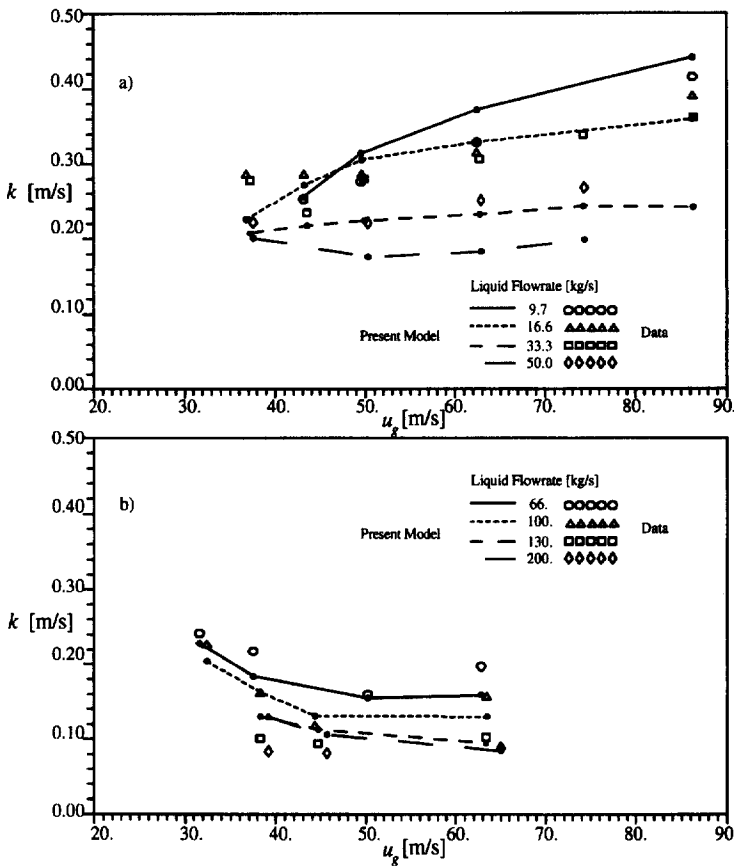 0.50
0.40
a)
0.30
k [m/s]
0.20
0.10
0.00
Liquid Flowrate [kg/s]
9.7
16.6
Present Model
Data
33.3
50.0
20. 30. 40. 50. 60. 70. 80. 90.
u_g [m/s]
0.50
0.40
b)
0.30
k [m/s]
0.20
0.10
0.00
Liquid Flowrate [kg/s]
66.
100.
Present Model
Data
130.
200.
20. 30. 40. 50. 60. 70. 80. 90.
u_g [m/s]